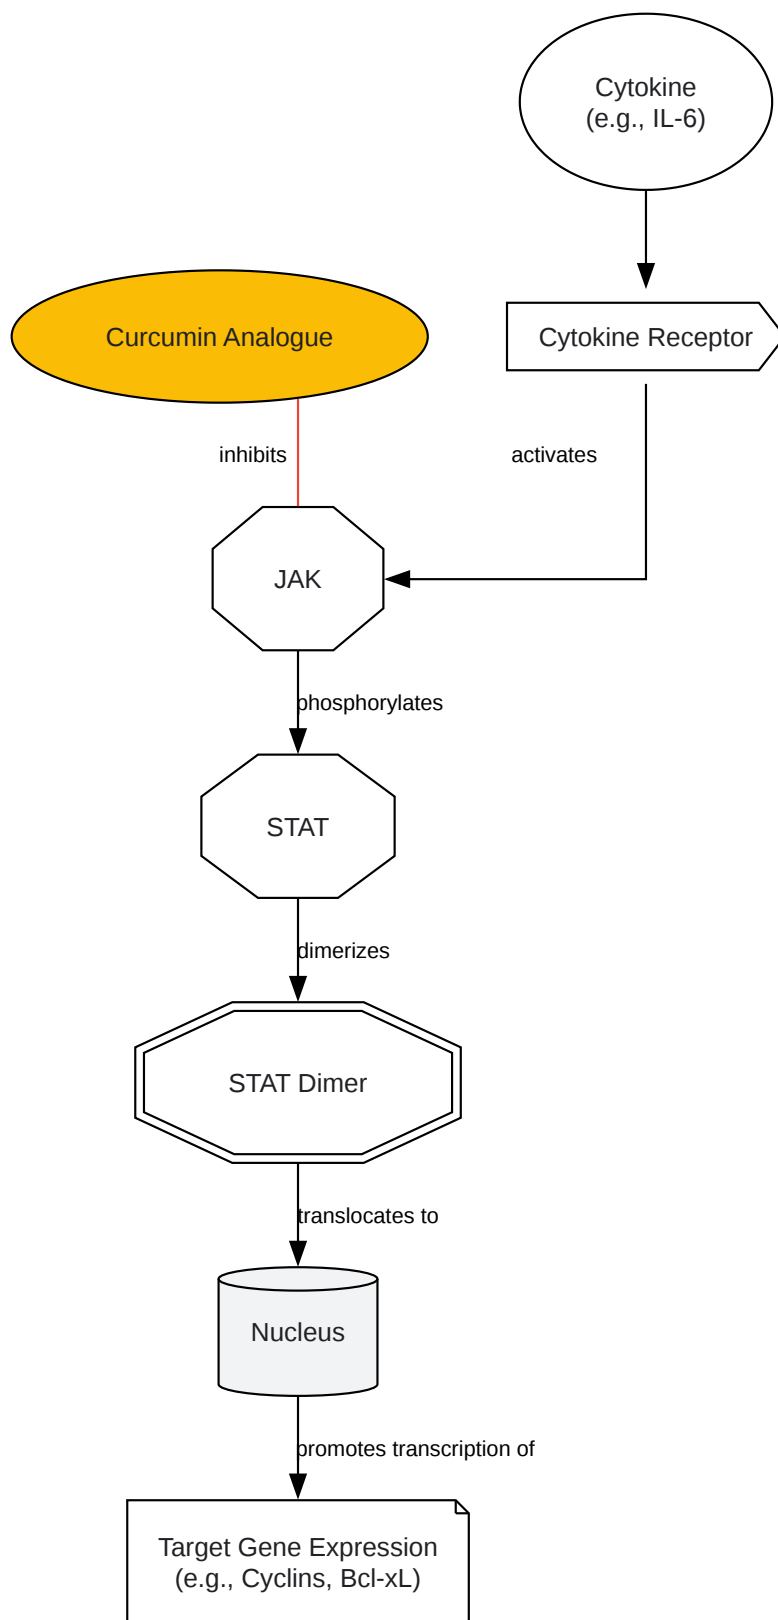 Cytokine
(e.g., IL-6)
Curcumin Analogue
Cytokine Receptor
inhibits
activates
JAK
phosphorylates
STAT
dimerizes
STAT Dimer
translocates to
Nucleus
promotes transcription of
Target Gene Expression
(e.g., Cyclins, Bcl-xL)